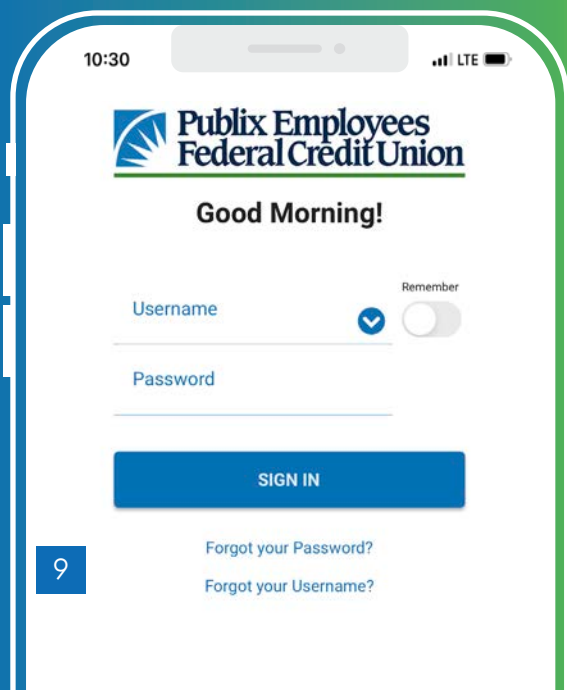 10:30
LTE
Publix Employees
Federal Credit Union
Good Morning!
Remember
Username
Password
SIGN IN
Forgot your Password?
9
Forgot your Username?